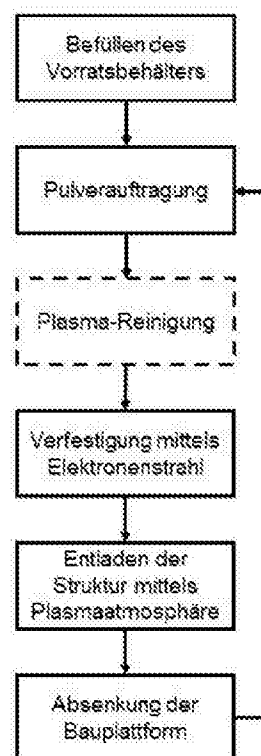 Befüllen des
Vorratsbehälters
Pulverauftragung
Plasma-Reinigung
Verfestigung mittels
Elektronenstrahl
Entladen der
Struktur mittels
Plasmaatmosphäre
Absenkung der
Bauplattform